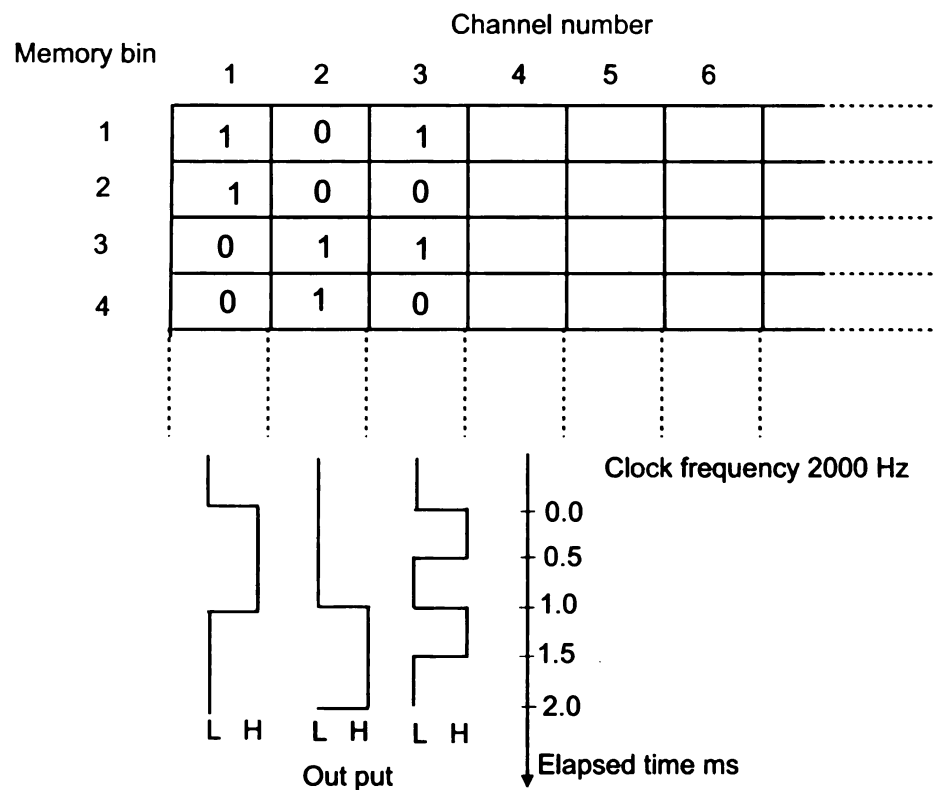 Channel number
Memory bin
1 2 3 4 5 6
1 1 0 1
2 1 0 0
3 0 1 1
4 0 1 0
Clock frequency 2000 Hz
0.0
0.5
1.0
1.5
2.0
L H L H L H
Out put
Elapsed time ms